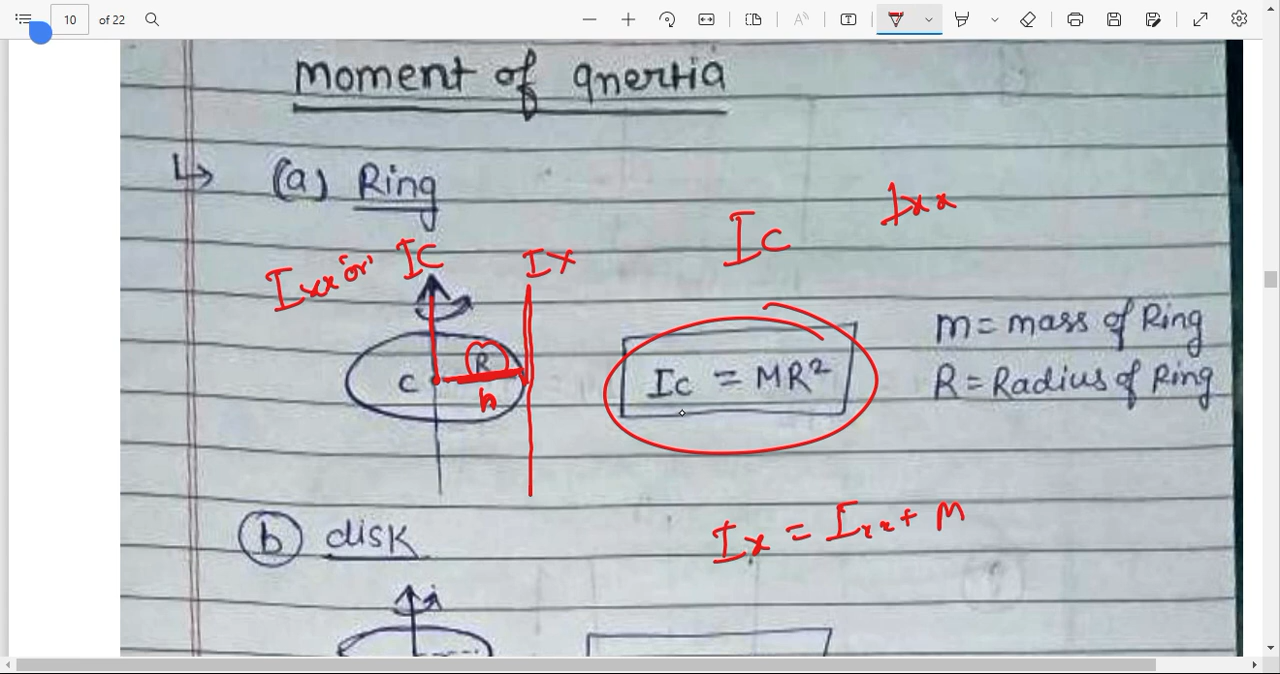 10 of 22
moment of qnertia
(a) Ring
Ixx "or" IC
IX
Ic
Ixx
R
C
h
Ic = MR²
m = mass of Ring
R = Radius of Ring
Ix = Ixx + M
(b) disk